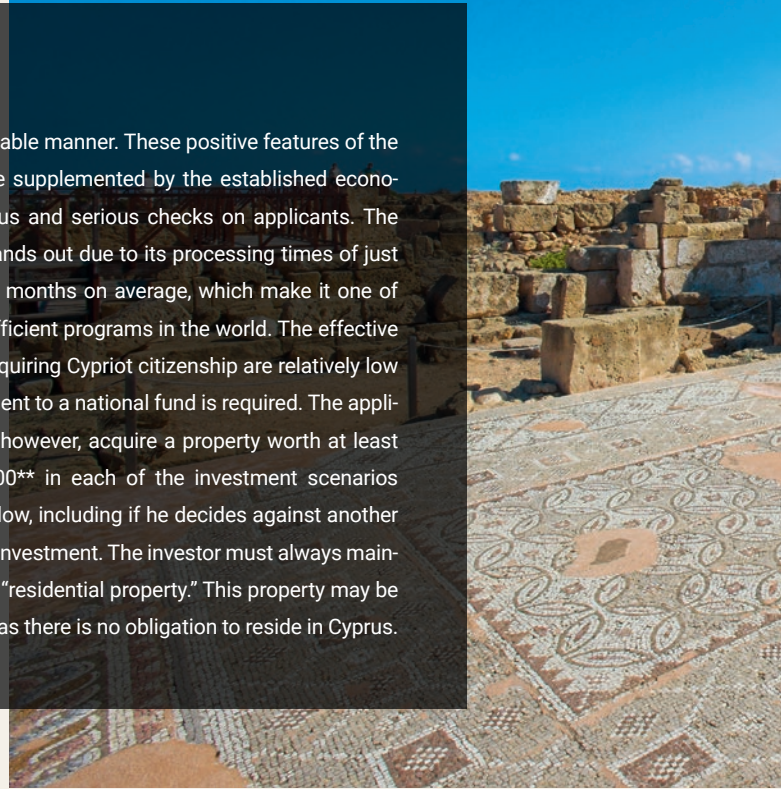 able manner. These positive features of the
e supplemented by the established econo-
us and serious checks on applicants. The
ands out due to its processing times of just
months on average, which make it one of
fficient programs in the world. The effective
quiring Cypriot citizenship are relatively low
ent to a national fund is required. The appli-
however, acquire a property worth at least
00** in each of the investment scenarios
low, including if he decides against another
nvestment. The investor must always main-
“residential property.” This property may be
as there is no obligation to reside in Cyprus.